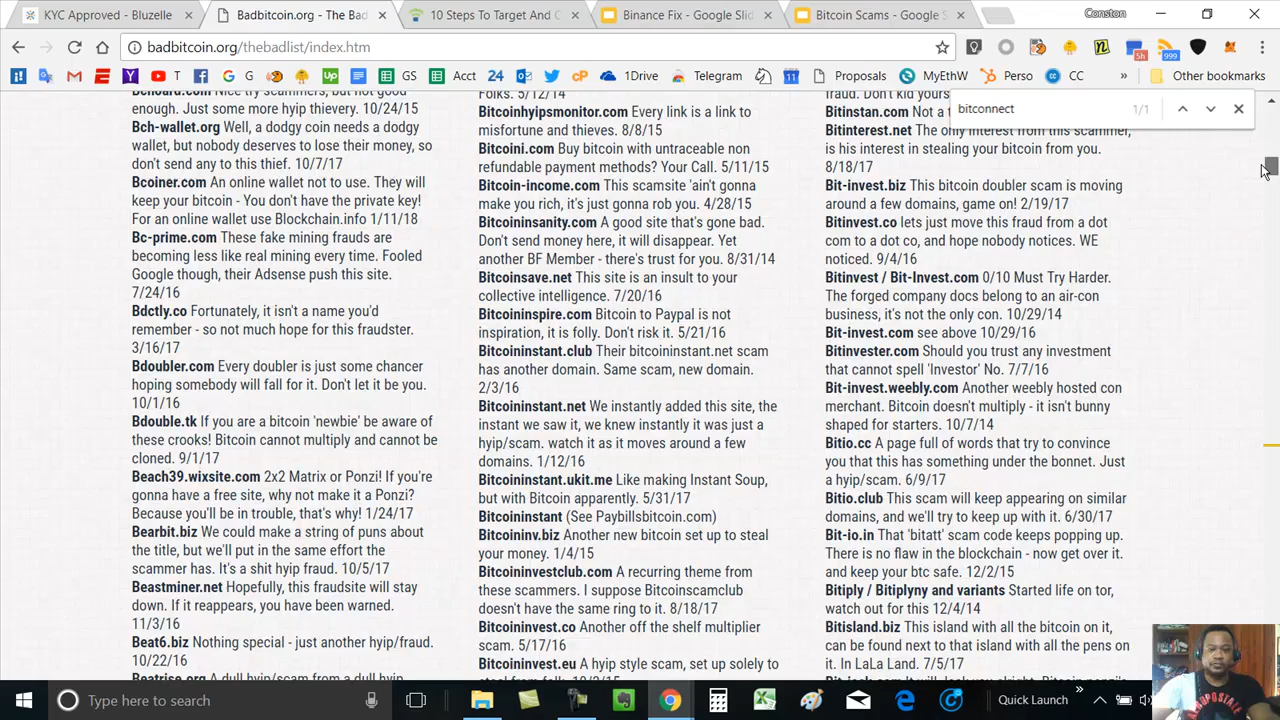 KYC Approved - Bluzelle
Badbitcoin.org - The Bad
10 Steps To Target And C
Binance Fix - Google Slid
Bitcoin Scams - Google S
Conston
badbitcoin.org/thebadlist/index.htm
5h
999
T
G
GS
Acct
24
1Drive
Telegram
11
Proposals
MyEthW
Perso
CC
»
Other bookmarks
bitconnect 1/1
enough. Just some more hyip thievery. 10/24/15
Bch-wallet.org Well, a dodgy coin needs a dodgy
wallet, but nobody deserves to lose their money, so
don't send any to this thief. 10/7/17
Bcoiner.com An online wallet not to use. They will
keep your bitcoin - You don't have the private key!
For an online wallet use Blockchain.info 1/11/18
Bc-prime.com These fake mining frauds are
becoming less like real mining every time. Fooled
Google though, their Adsense push this site.
7/24/16
Bdctly.co Fortunately, it isn't a name you'd
remember - so not much hope for this fraudster.
3/16/17
Bdoubler.com Every doubler is just some chancer
hoping somebody will fall for it. Don't let it be you.
10/1/16
Bdouble.tk If you are a bitcoin 'newbie' be aware of
these crooks! Bitcoin cannot multiply and cannot be
cloned. 9/1/17
Beach39.wixsite.com 2x2 Matrix or Ponzi! If you're
gonna have a free site, why not make it a Ponzi?
Because you'll be in trouble, that's why! 1/24/17
Bearbit.biz We could make a string of puns about
the title, but we'll put in the same effort the
scammer has. It's a shit hyip fraud. 10/5/17
Beastminer.net Hopefully, this fraudsite will stay
down. If it reappears, you have been warned.
11/3/16
Beat6.biz Nothing special - just another hyip/fraud.
10/22/16
Beatrise.org A dull hyip/scam from a dull hyip
Folks. 5/12/14
Bitcoinhyipsmonitor.com Every link is a link to
misfortune and thieves. 8/8/15
Bitcoini.com Buy bitcoin with untraceable non
refundable payment methods? Your Call. 5/11/15
Bitcoin-income.com This scamsite 'ain't gonna
make you rich, it's just gonna rob you. 4/28/15
Bitcoininsanity.com A good site that's gone bad.
Don't send money here, it will disappear. Yet
another BF Member - there's trust for you. 8/31/14
Bitcoinsave.net This site is an insult to your
collective intelligence. 7/20/16
Bitcoininspire.com Bitcoin to Paypal is not
inspiration, it is folly. Don't risk it. 5/21/16
Bitcoininstant.club Their bitcoininstant.net scam
has another domain. Same scam, new domain.
2/3/16
Bitcoininstant.net We instantly added this site, the
instant we saw it, we knew instantly it was just a
hyip/scam. watch it as it moves around a few
domains. 1/12/16
Bitcoininstant.ukit.me Like making Instant Soup,
but with Bitcoin apparently. 5/31/17
Bitcoininstant (See Paybillsbitcoin.com)
Bitcoininv.biz Another new bitcoin set up to steal
your money. 1/4/15
Bitcoininvestclub.com A recurring theme from
these scammers. I suppose Bitcoinscamclub
doesn't have the same ring to it. 8/18/17
Bitcoininvest.co Another off the shelf multiplier
scam. 5/17/16
Bitcoininvest.eu A hyip style scam, set up solely to
fraud. Don't kid yours
Bitinstan.com Not a
Bitinterest.net The only interest from this scammer,
is his interest in stealing your bitcoin from you.
8/18/17
Bit-invest.biz This bitcoin doubler scam is moving
around a few domains, game on! 2/19/17
Bitinvest.co lets just move this fraud from a dot
com to a dot co, and hope nobody notices. WE
noticed. 9/4/16
Bitinvest / Bit-Invest.com 0/10 Must Try Harder.
The forged company docs belong to an air-con
business, it's not the only con. 10/29/14
Bit-invest.com see above 10/29/16
Bitinvester.com Should you trust any investment
that cannot spell 'Investor' No. 7/7/16
Bit-invest.weebly.com Another weebly hosted con
merchant. Bitcoin doesn't multiply - it isn't bunny
shaped for starters. 10/7/14
Bitio.cc A page full of words that try to convince
you that this has something under the bonnet. Just
a hyip/scam. 6/9/17
Bitio.club This scam will keep appearing on similar
domains, and we'll try to keep up with it. 6/30/17
Bit-io.in That 'bitatt' scam code keeps popping up.
There is no flaw in the blockchain - now get over it.
and keep your btc safe. 12/2/15
Bitiply / Bitiplyny and variants Started life on tor,
watch out for this 12/4/14
Bitisland.biz This island with all the bitcoin on it,
can be found next to that island with all the pens on
it. In LaLa Land. 7/5/17
Type here to search
Quick Launch
»